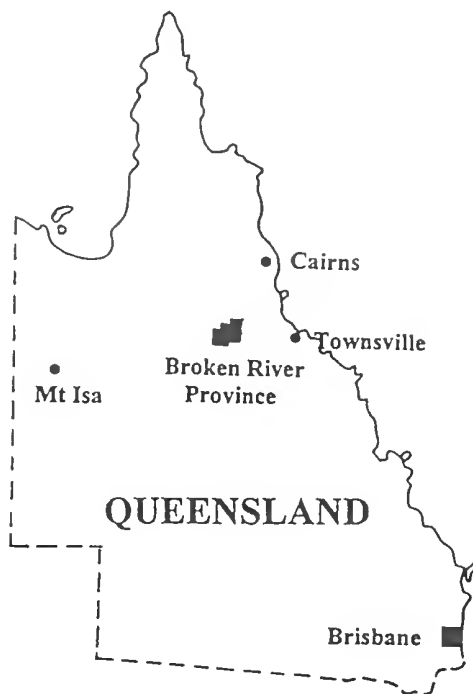 Cairns
Townsville
Broken River
Province
Mt Isa
QUEENSLAND
Brisbane